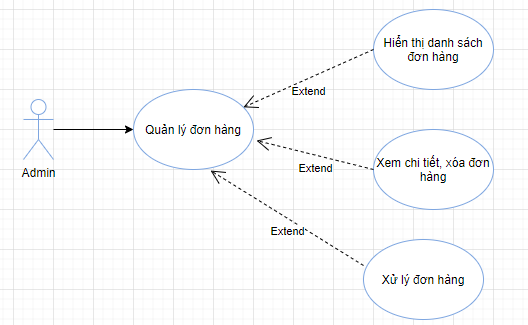 Hiển thị danh sách
đơn hàng
Extend
Quản lý đơn hàng
Xem chi tiết, xóa đơn
hàng
Extend
Admin
Extend
Xử lý đơn hàng